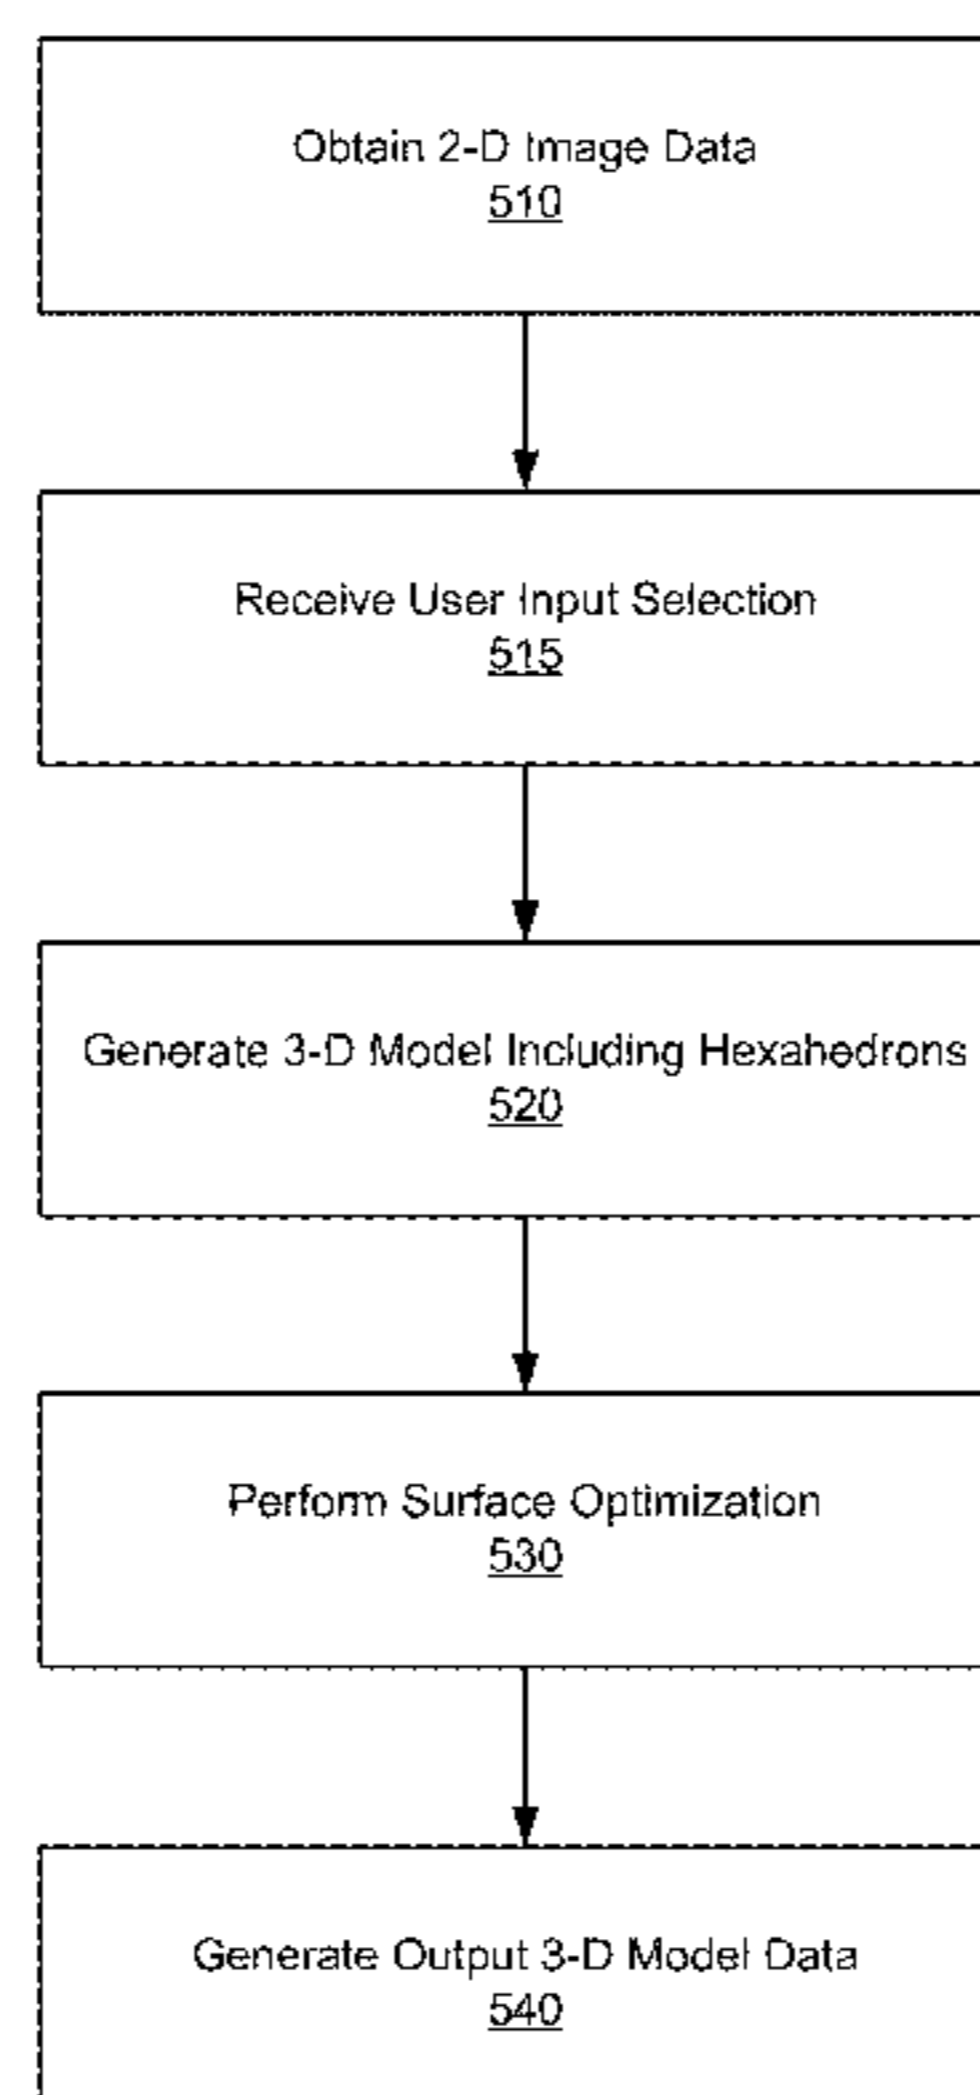 Obtain 2-D Image Data
510
Receive User Input Selection
515
Generate 3-D Model Including Hexahedrons
520
Perform Surface Optimization
530
Generate Output 3-D Model Data
540